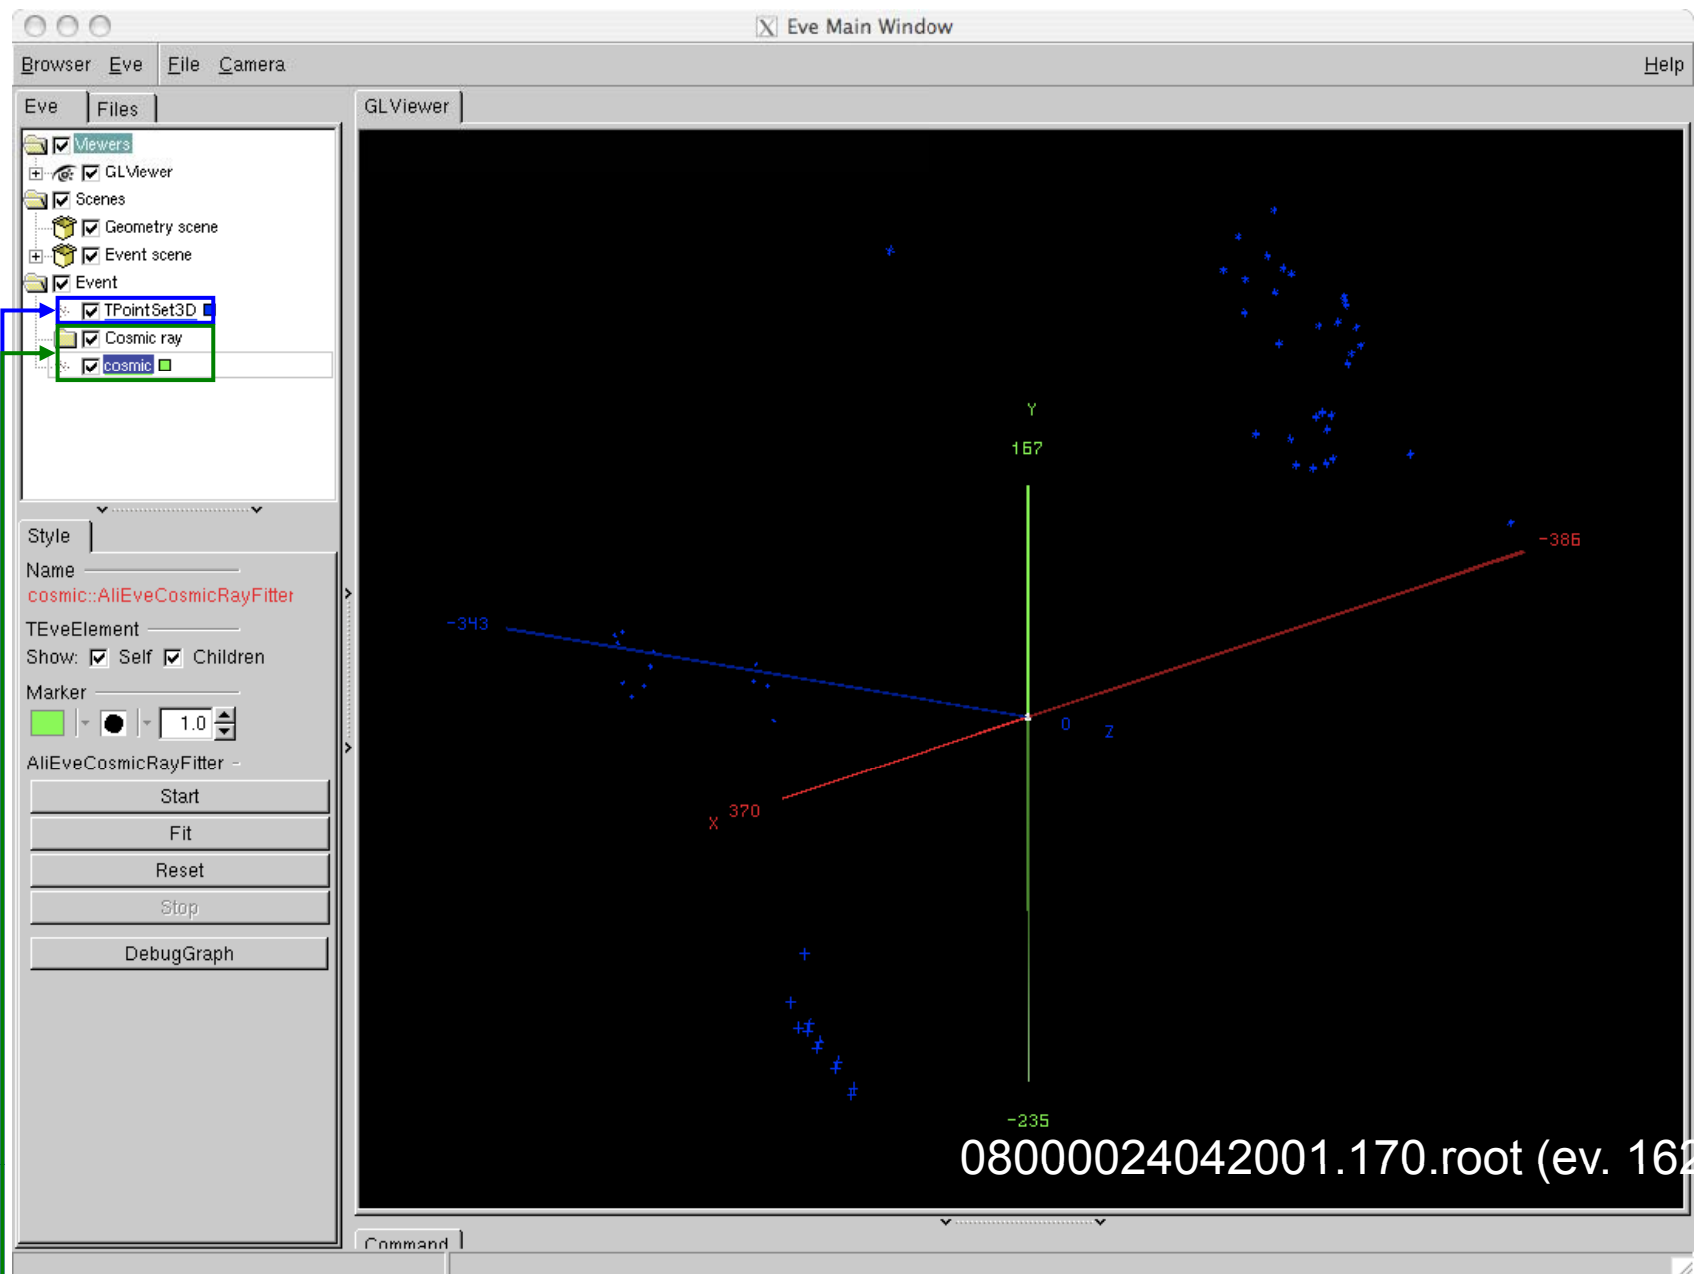 Eve Main Window
Browser Eve File Camera Help
Eve Files
GLViewer
Viewers
GLViewer
Scenes
Geometry scene
Event scene
Event
TPointSet3D
Cosmic ray
cosmic
Style
Name
cosmic::AliEveCosmicRayFitter
TEveElement
Show: Self Children
Marker
1.0
AliEveCosmicRayFitter
Start
Fit
Reset
Stop
DebugGraph
Y
167
-386
-343
0 Z
370
X
-235
08000024042001.170.root (ev. 162
Command